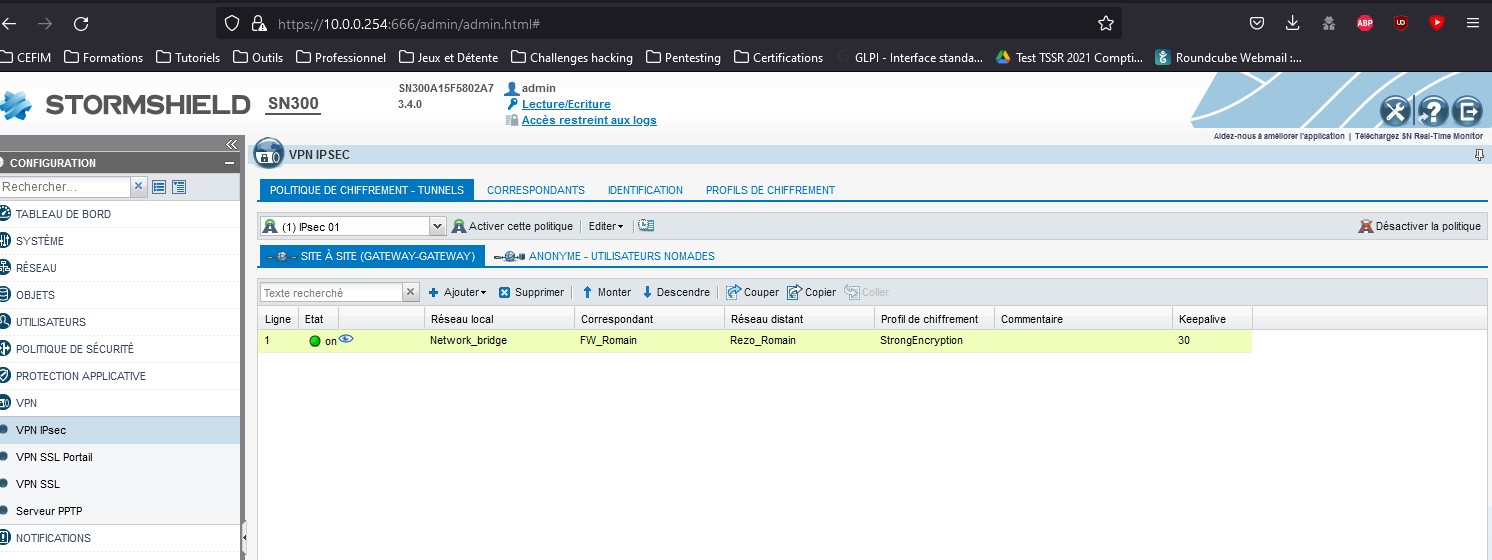 https://10.0.0.254:666/admin/admin.html#
CEFIM Formations Tutoriels Outils Professionnel Jeux et Détente Challenges hacking Pentesting Certifications GLPI - Interface standa... Test TSSR 2021 Compti... Roundcube Webmail :...
STORMSHIELD SN300
SN300A15F5802A7 admin
3.4.0 Lecture/Ecriture
Accès restreint aux logs
Aidez-nous à améliorer l'application | Téléchargez SN Real-Time Monitor
CONFIGURATION
Rechercher...
TABLEAU DE BORD
SYSTÈME
RÉSEAU
OBJETS
UTILISATEURS
POLITIQUE DE SÉCURITÉ
PROTECTION APPLICATIVE
VPN
VPN IPsec
VPN SSL Portail
VPN SSL
Serveur PPTP
NOTIFICATIONS
VPN IPSEC
POLITIQUE DE CHIFFREMENT - TUNNELS CORRESPONDANTS IDENTIFICATION PROFILS DE CHIFFREMENT
(1) IPsec 01 Activer cette politique | Editer Désactiver la politique
SITE À SITE (GATEWAY-GATEWAY) ANONYME - UTILISATEURS NOMADES
Texte recherché Ajouter Supprimer Monter Descendre Couper Copier Coller
Ligne Etat Réseau local Correspondant Réseau distant Profil de chiffrement Commentaire Keepalive
1 on Network_bridge FW_Romain Rezo_Romain StrongEncryption 30